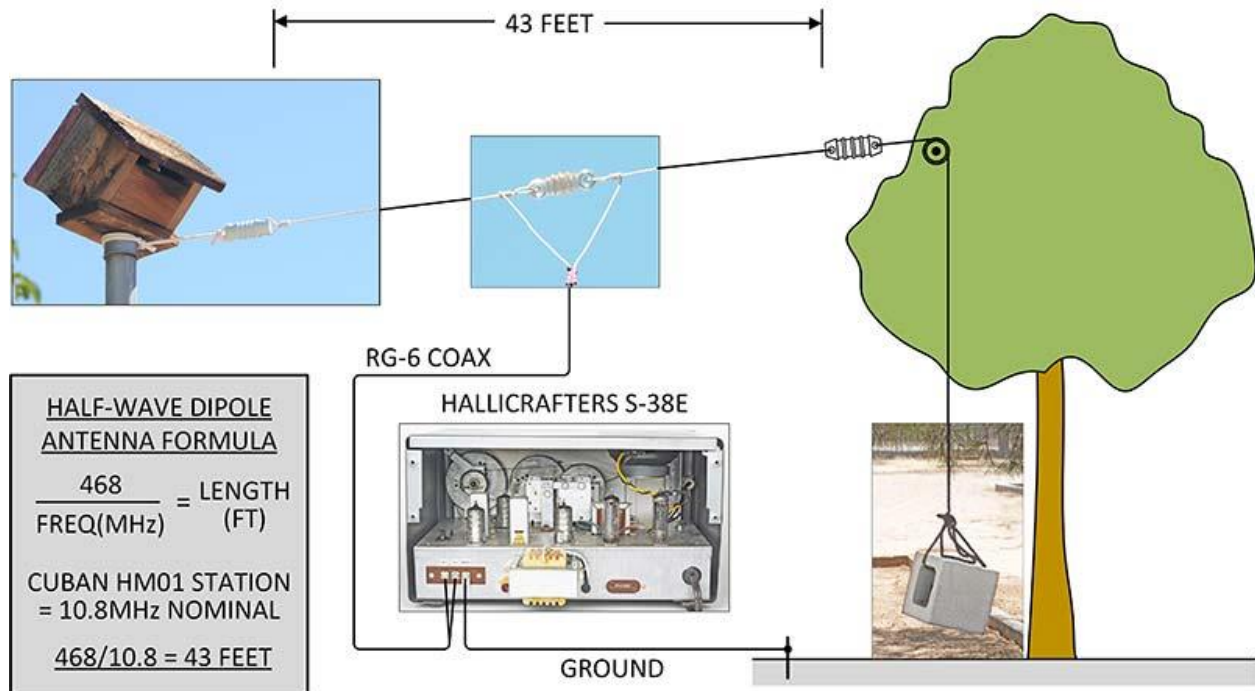 43 FEET
RG-6 COAX
HALLICRAFTERS S-38E
HALF-WAVE DIPOLE
ANTENNA FORMULA
468
FREQ(MHz)
= LENGTH
(FT)
CUBAN HM01 STATION
= 10.8MHz NOMINAL
468/10.8 = 43 FEET
GROUND